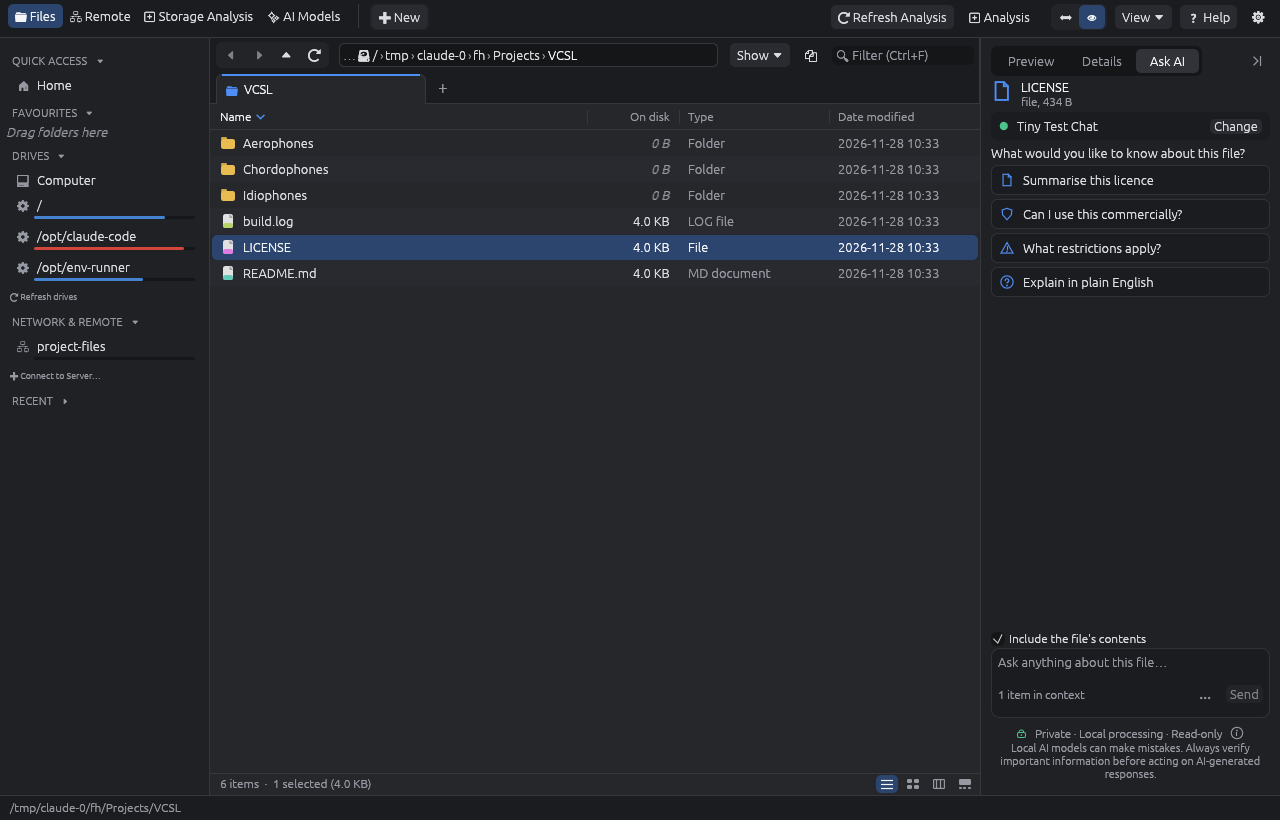 Files
Remote
Storage Analysis
AI Models
New
Refresh Analysis
Analysis
View
? Help
QUICK ACCESS
Home
FAVOURITES
Drag folders here
DRIVES
Computer
/
/opt/claude-code
/opt/env-runner
Refresh drives
NETWORK & REMOTE
project-files
Connect to Server...
RECENT
... / › tmp › claude-0 › fh › Projects › VCSL
Show
Filter (Ctrl+F)
VCSL
+
Name On disk Type Date modified
Aerophones 0 B Folder 2026-11-28 10:33
Chordophones 0 B Folder 2026-11-28 10:33
Idiophones 0 B Folder 2026-11-28 10:33
build.log 4.0 KB LOG file 2026-11-28 10:33
LICENSE 4.0 KB File 2026-11-28 10:33
README.md 4.0 KB MD document 2026-11-28 10:33
6 items · 1 selected (4.0 KB)
Preview
Details
Ask AI
LICENSE
file, 434 B
Tiny Test Chat
Change
What would you like to know about this file?
Summarise this licence
Can I use this commercially?
What restrictions apply?
Explain in plain English
Include the file's contents
Ask anything about this file...
1 item in context
...
Send
Private · Local processing · Read-only
Local AI models can make mistakes. Always verify
important information before acting on AI-generated
responses.
/tmp/claude-0/fh/Projects/VCSL